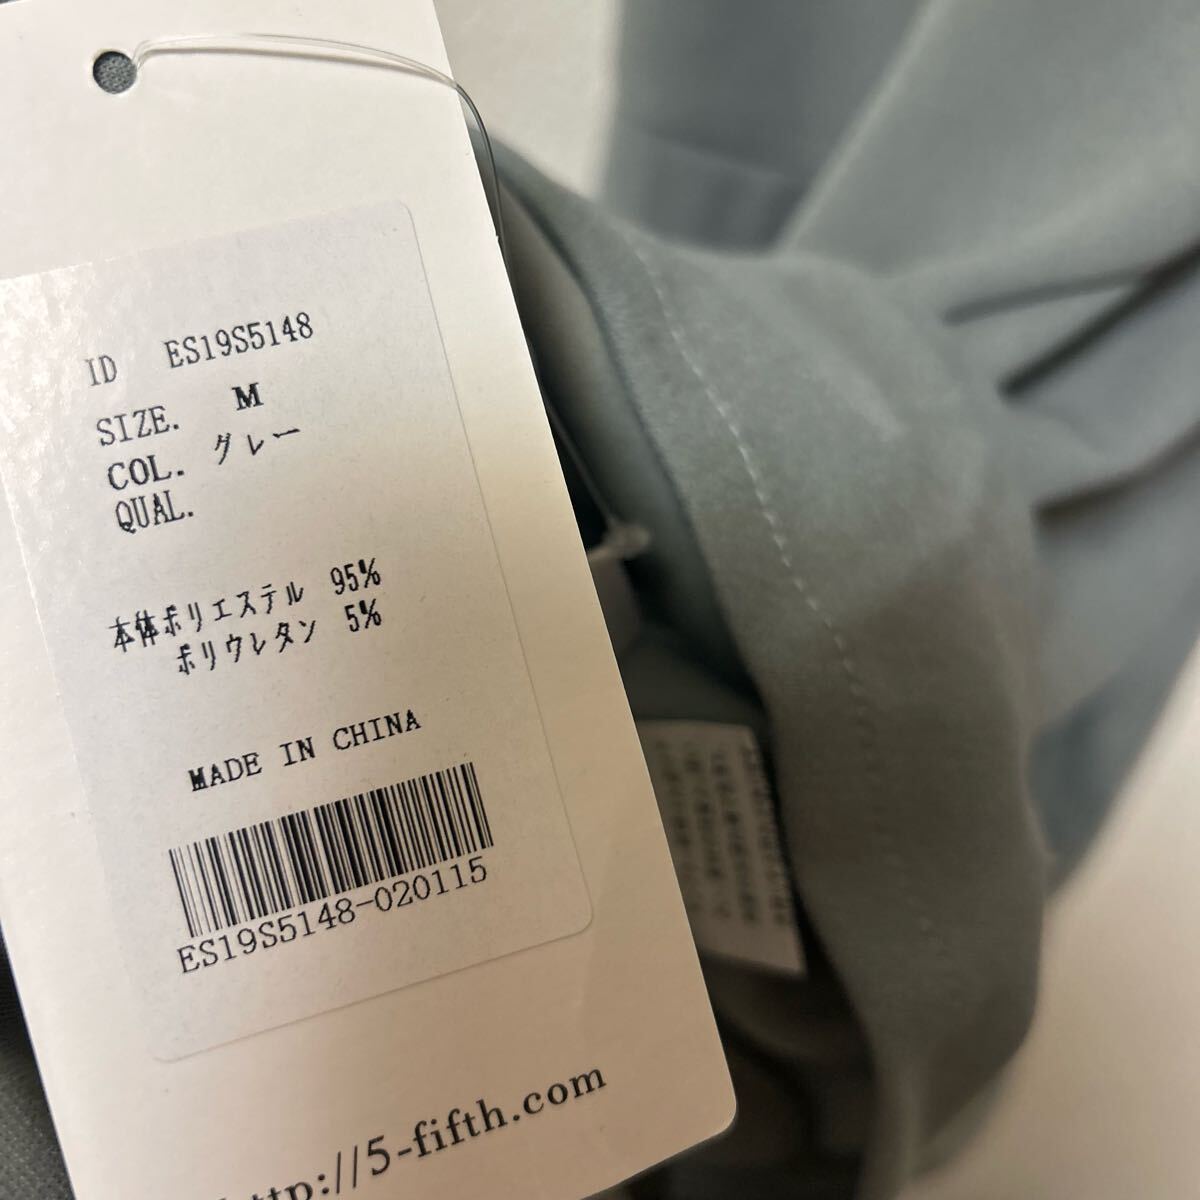 ID ES19S5148
SIZE. M
COL. グレー
QUAL.
本体ポリエステル 95%
ポリウレタン 5%
MADE IN CHINA
ES19S5148-020115
http://5-fifth.com